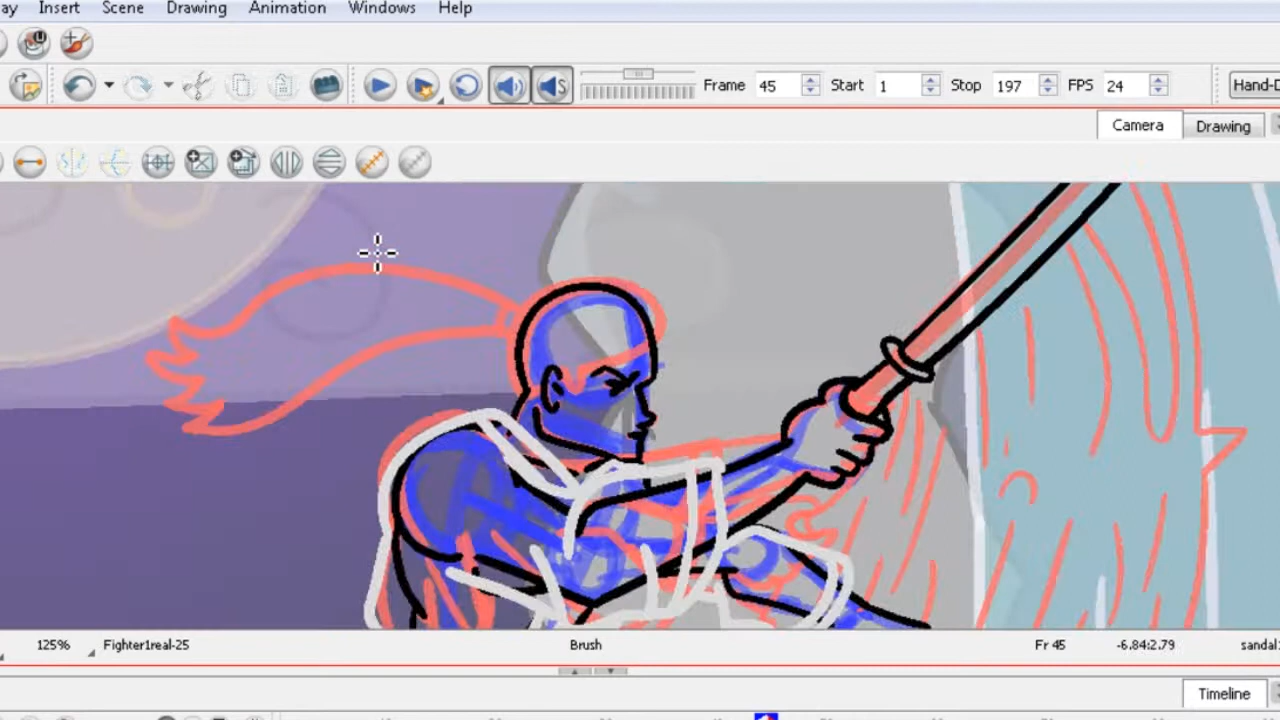 ay Insert Scene Drawing Animation Windows Help
Frame 45 Start 1 Stop 197 FPS 24 Hand-D
Camera Drawing
125% Fighter1real-25 Brush Fr 45 -6.84:2.79 sandal
Timeline